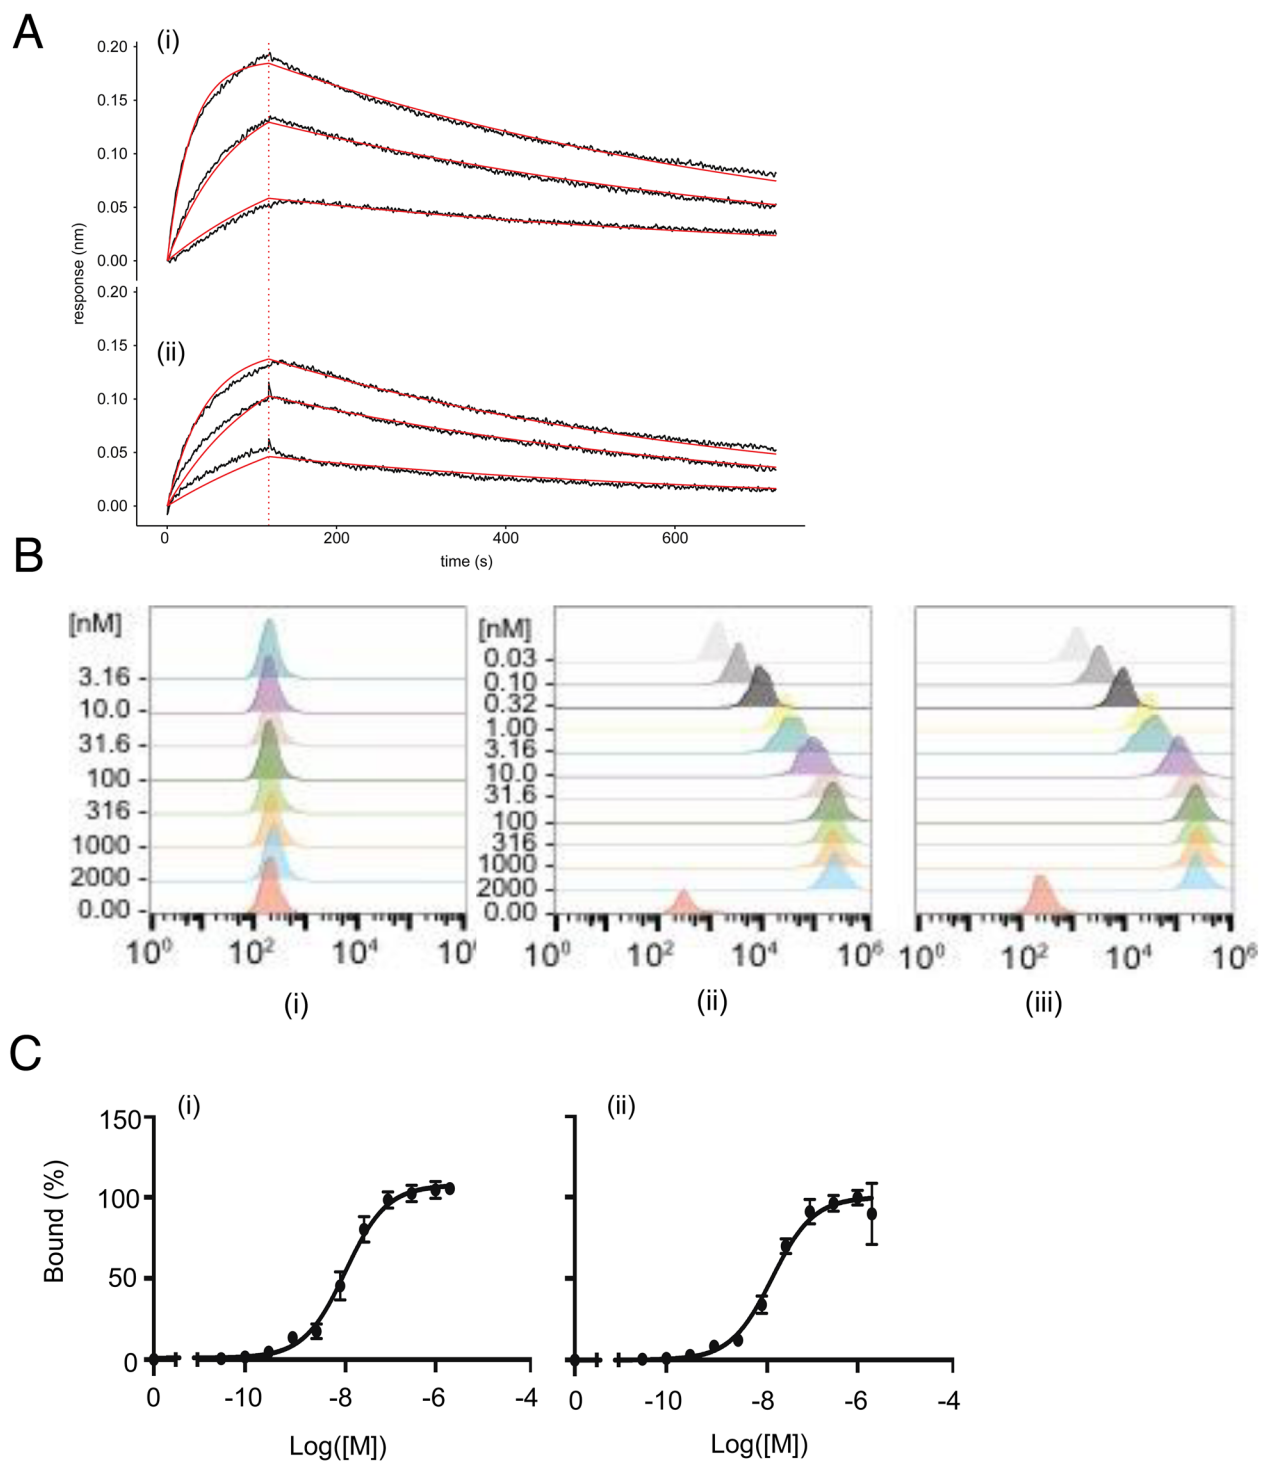 A
(i)
0.20
0.15
0.10
0.05
0.00
response (nm)
0.20
0.15
(ii)
0.10
0.05
0.00
0 200 400 600
time (s)
B
[nM]
3.16
10.0
31.6
100
316
1000
2000
0.00
10⁰ 10² 10⁴ 10⁶
(i)
[nM]
0.03
0.10
0.32
1.00
3.16
10.0
31.6
100
316
1000
2000
0.00
10⁰ 10² 10⁴ 10⁶
(ii)
10⁰ 10² 10⁴ 10⁶
(iii)
C
(i)
150
100
50
0
Bound (%)
0 -10 -8 -6 -4
Log([M])
(ii)
0 -10 -8 -6 -4
Log([M])